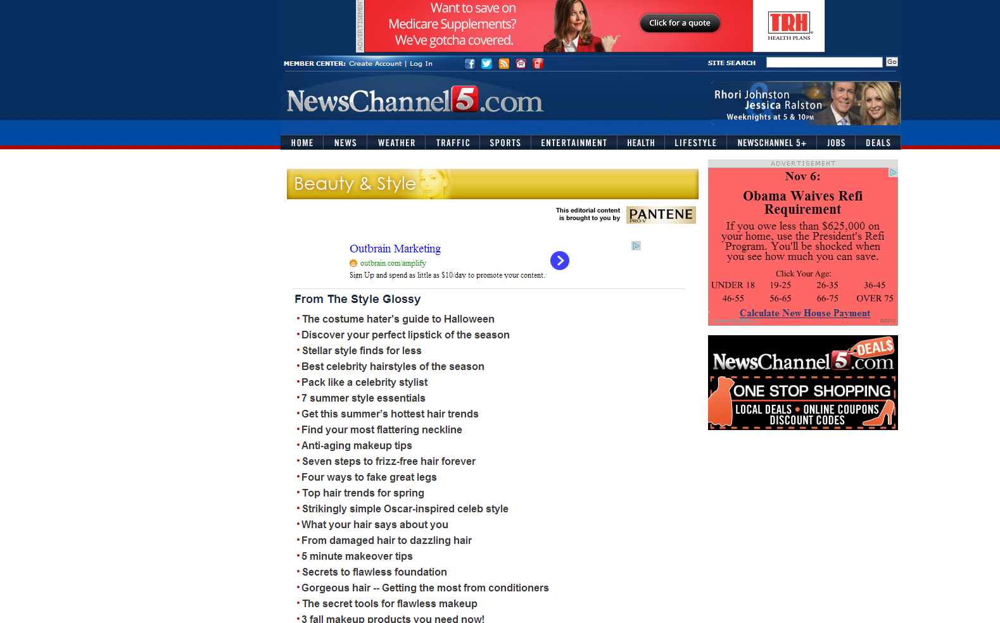 ADVERTISEMENT
Want to save on
Medicare Supplements?
We've gotcha covered.
Click for a quote
TRH
HEALTH PLANS
MEMBER CENTER: Create Account | Log In
SITE SEARCH
Go
NewsChannel5.com
Rhori Johnston
Jessica Ralston
Weeknights at 5 & 10PM
HOME NEWS WEATHER TRAFFIC SPORTS ENTERTAINMENT HEALTH LIFESTYLE NEWSCHANNEL 5+ JOBS DEALS
Beauty & Style
This editorial content
is brought to you by
PANTENE
PRO-V
Outbrain Marketing
outbrain.com/amplify
Sign Up and spend as little as $10/day to promote your content.
From The Style Glossy
• The costume hater's guide to Halloween
• Discover your perfect lipstick of the season
• Stellar style finds for less
• Best celebrity hairstyles of the season
• Pack like a celebrity stylist
• 7 summer style essentials
• Get this summer’s hottest hair trends
• Find your most flattering neckline
• Anti-aging makeup tips
• Seven steps to frizz-free hair forever
• Four ways to fake great legs
• Top hair trends for spring
• Strikingly simple Oscar-inspired celeb style
• What your hair says about you
• From damaged hair to dazzling hair
• 5 minute makeover tips
• Secrets to flawless foundation
• Gorgeous hair -- Getting the most from conditioners
• The secret tools for flawless makeup
• 3 fall makeup products you need now!
ADVERTISEMENT
Nov 6:
Obama Waives Refi
Requirement
If you owe less than $625,000 on
your home, use the President's Refi
Program. You'll be shocked when
you see how much you can save.
Click Your Age:
UNDER 18 19-25 26-35 36-45
46-55 56-65 66-75 OVER 75
Calculate New House Payment
©2013
DEALS
NewsChannel5.com
ONE STOP SHOPPING
LOCAL DEALS • ONLINE COUPONS
DISCOUNT CODES